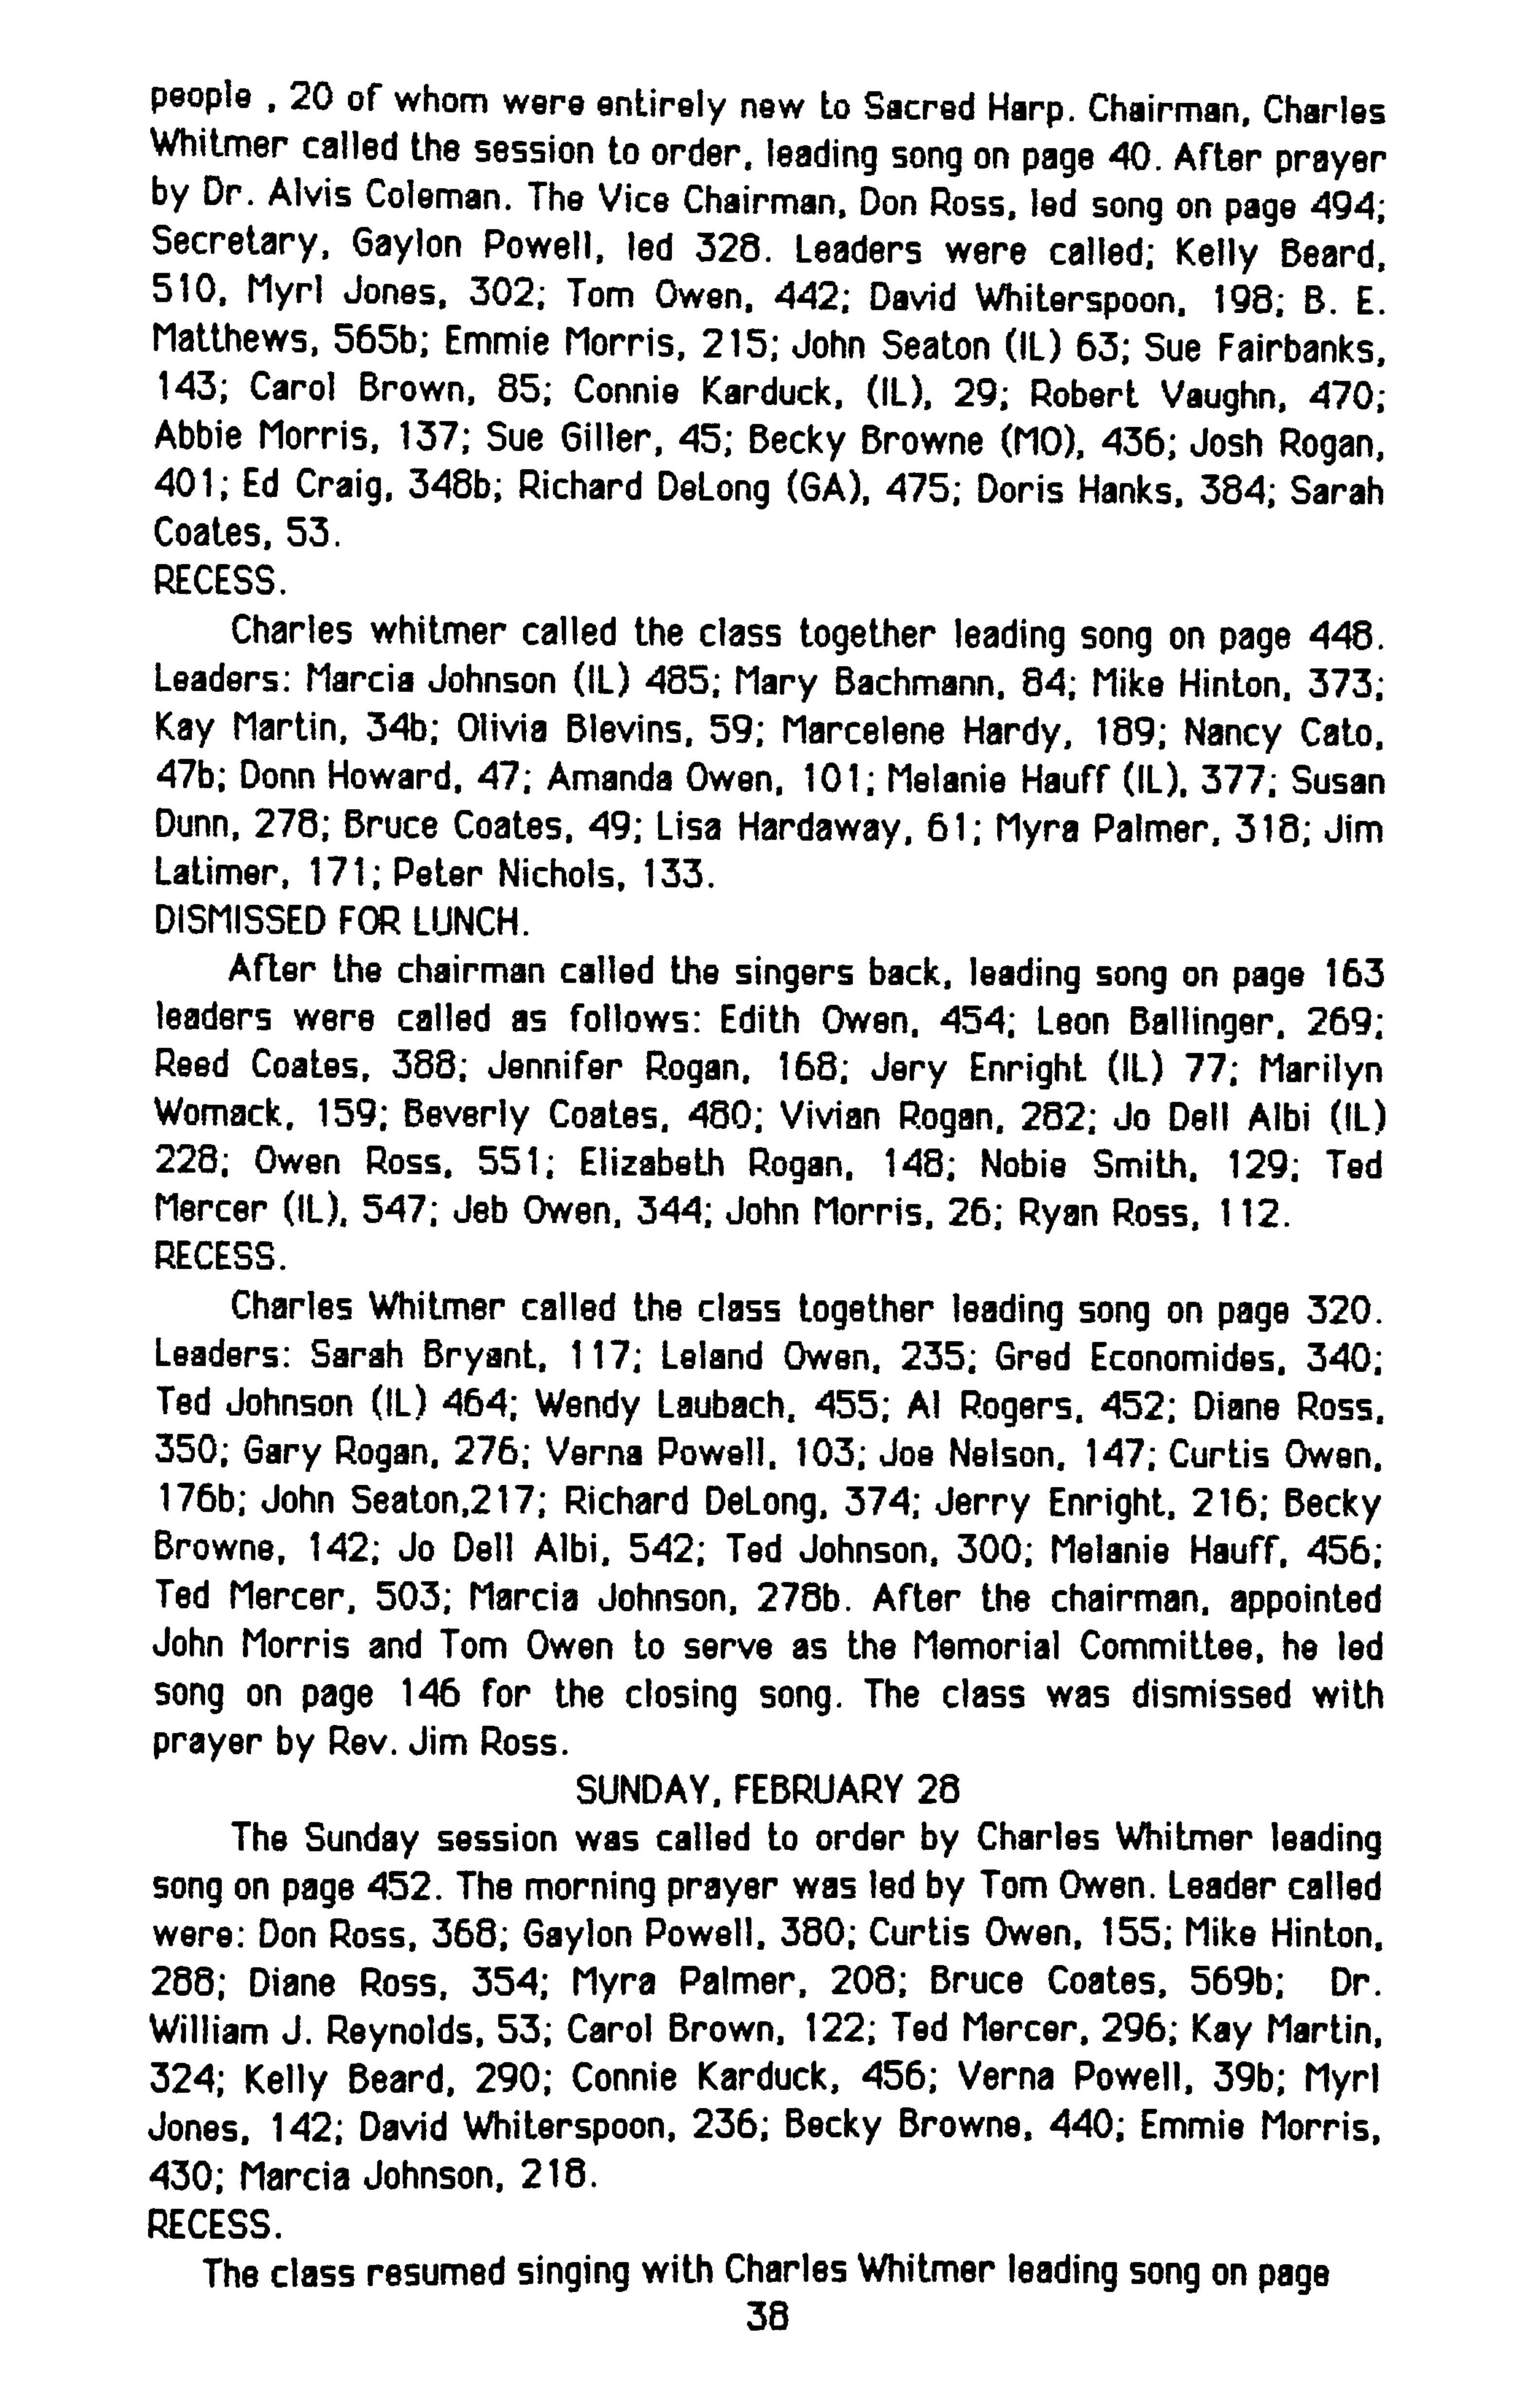 people , 20 of whom were entirely new to Sacred Harp. Chairman, Charles
Whitmer called the session to order, leading song on page 40. After prayer
by Dr. Alvis Coleman. The Vice Chairman, Don Ross, led song on page 494;
Secretary, Gaylon Powell, led 328. Leaders were called; Kelly Beard,
510, Myrl Jones, 302; Tom Owen, 442; David Whiterspoon, 198; B. E.
Matthews, 565b; Emmie Morris, 215; John Seaton (IL) 63; Sue Fairbanks,
143; Carol Brown, 85; Connie Karduck, (IL), 29; Robert Vaughn, 470;
Abbie Morris, 137; Sue Giller, 45; Becky Browne (MO), 436; Josh Rogan,
401; Ed Craig, 348b; Richard DeLong (GA), 475; Doris Hanks, 384; Sarah
Coates, 53.
RECESS.
Charles whitmer called the class together leading song on page 448.
Leaders: Marcia Johnson (IL) 485; Mary Bachmann, 84; Mike Hinton, 373;
Kay Martin, 34b; Olivia Blevins, 59; Marcelene Hardy, 189; Nancy Cato,
47b; Donn Howard, 47; Amanda Owen, 101; Melanie Hauff (IL), 377; Susan
Dunn, 278; Bruce Coates, 49; Lisa Hardaway, 61; Myra Palmer, 318; Jim
Latimer, 171; Peter Nichols, 133.
DISMISSED FOR LUNCH.
After the chairman called the singers back, leading song on page 163
leaders were called as follows: Edith Owen, 454; Leon Ballinger, 269;
Reed Coates, 388; Jennifer Rogan, 168; Jery Enright (IL) 77; Marilyn
Womack, 159; Beverly Coates, 480; Vivian Rogan, 282; Jo Dell Albi (IL)
228; Owen Ross, 551; Elizabeth Rogan, 148; Nobie Smith, 129; Ted
Mercer (IL), 547; Jeb Owen, 344; John Morris, 26; Ryan Ross, 112.
RECESS.
Charles Whitmer called the class together leading song on page 320.
Leaders: Sarah Bryant, 117; Leland Owen, 235; Gred Economides, 340;
Ted Johnson (IL) 464; Wendy Laubach, 455; Al Rogers, 452; Diane Ross,
350; Gary Rogan, 276; Verna Powell, 103; Joe Nelson, 147; Curtis Owen,
176b; John Seaton,217; Richard DeLong, 374; Jerry Enright, 216; Becky
Browne, 142; Jo Dell Albi, 542; Ted Johnson, 300; Melanie Hauff, 456;
Ted Mercer, 503; Marcia Johnson, 278b. After the chairman, appointed
John Morris and Tom Owen to serve as the Memorial Committee, he led
song on page 146 for the closing song. The class was dismissed with
prayer by Rev. Jim Ross.
SUNDAY, FEBRUARY 28
The Sunday session was called to order by Charles Whitmer leading
song on page 452. The morning prayer was led by Tom Owen. Leader called
were: Don Ross, 368; Gaylon Powell, 380; Curtis Owen, 155; Mike Hinton,
288; Diane Ross, 354; Myra Palmer, 208; Bruce Coates, 569b; Dr.
William J. Reynolds, 53; Carol Brown, 122; Ted Mercer, 296; Kay Martin,
324; Kelly Beard, 290; Connie Karduck, 456; Verna Powell, 39b; Myrl
Jones, 142; David Whiterspoon, 236; Becky Browne, 440; Emmie Morris,
430; Marcia Johnson, 218.
RECESS.
The class resumed singing with Charles Whitmer leading song on page
38